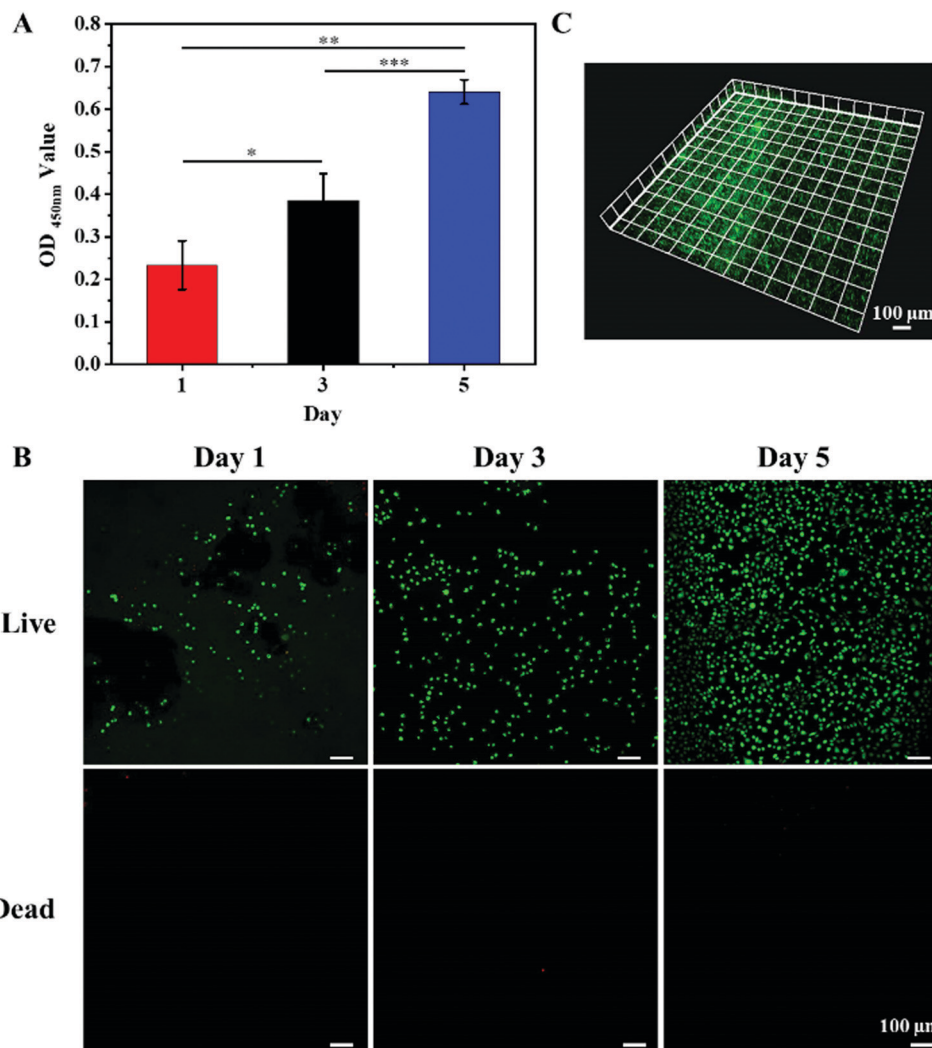 A
C
0.8
0.7
0.6
0.5
0.4
0.3
0.2
0.1
0.0
OD 450nm Value
**
***
*
1 3 5
Day
100 μm
B
Day 1 Day 3 Day 5
Live
Dead
100 μm